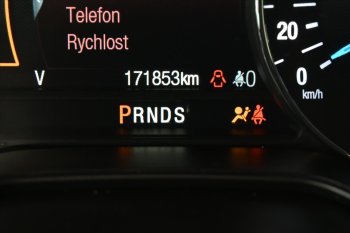 Telefon
Rychlost
V 171853km 0
PRNDS
20
0
km/h